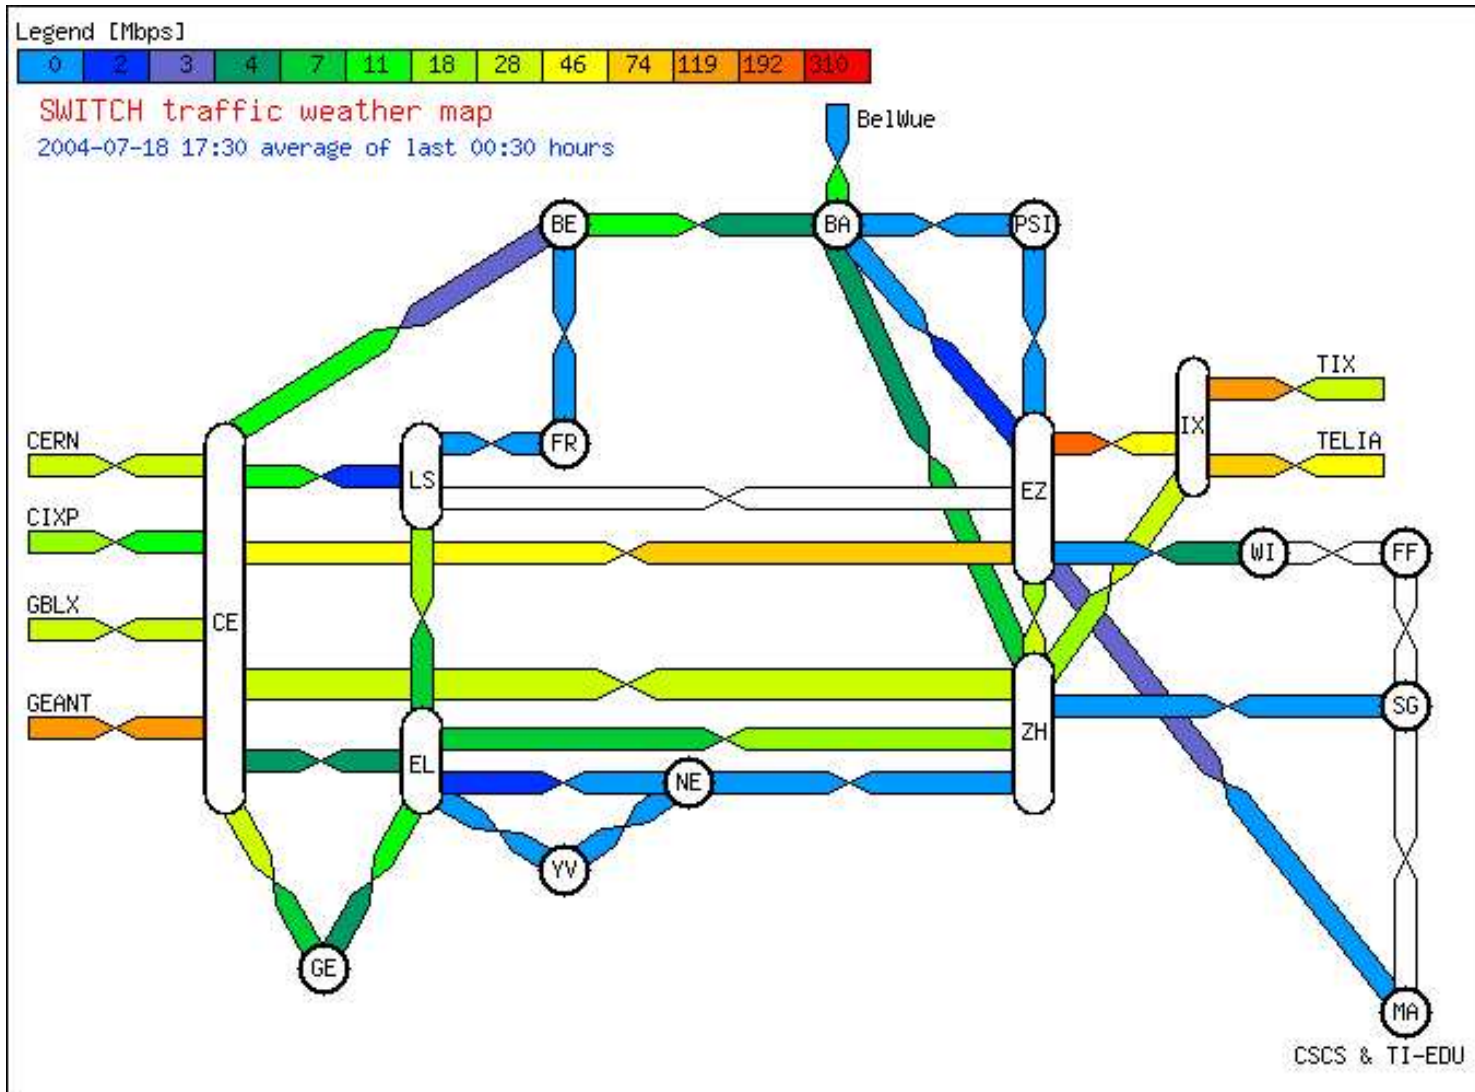 Legend [Mbps]
0 2 3 4 7 11 18 28 46 74 119 192 310
SWITCH traffic weather map
2004-07-18 17:30 average of last 00:30 hours
BelWue
BE
BA
PSI
TIX
IX
CERN
LS
FR
TELIA
EZ
CIXP
WI
FF
GBLX
CE
GEANT
SG
ZH
EL
NE
YV
GE
MA
CSCS & TI-EDU